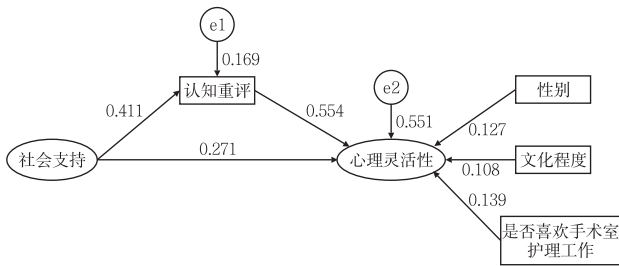 e1
0.169
认知重评
e2
性别
0.411
0.554
0.551
0.127
社会支持
0.271
心理灵活性
文化程度
0.108
0.139
是否喜欢手术室
护理工作